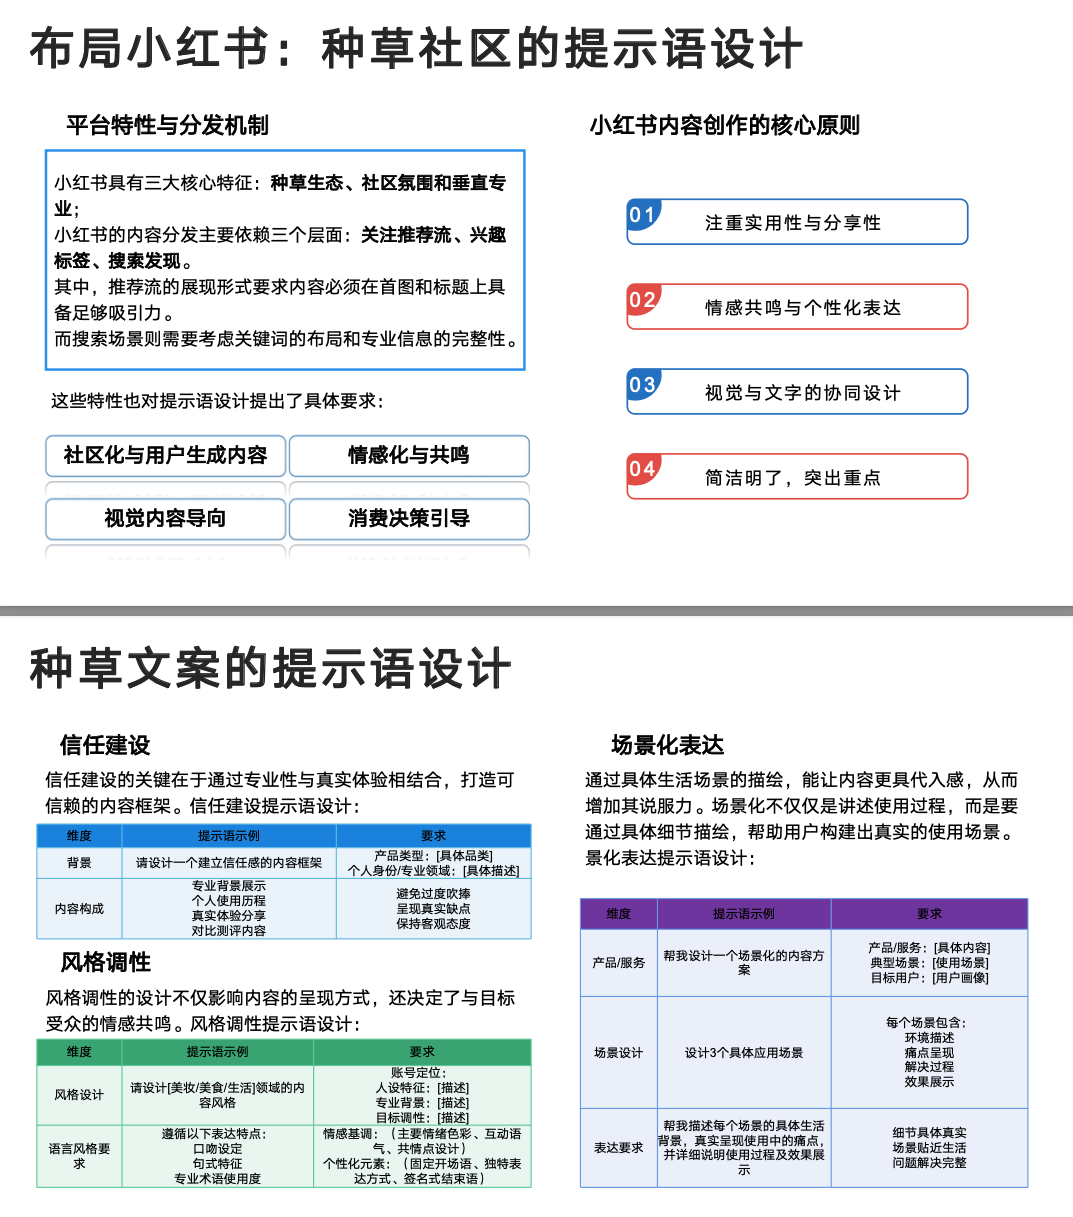 布局小红书：种草社区的提示语设计
平台特性与分发机制
小红书具有三大核心特征：种草生态、社区氛围和垂直专
业；
小红书的内容分发主要依赖三个层面：关注推荐流、兴趣
标签、搜索发现。
其中，推荐流的展现形式要求内容必须在首图和标题上具
备足够吸引力。
而搜索场景则需要考虑关键词的布局和专业信息的完整性。
这些特性也对提示语设计提出了具体要求：
社区化与用户生成内容
情感化与共鸣
视觉内容导向
消费决策引导
小红书内容创作的核心原则
01
注重实用性与分享性
02
情感共鸣与个性化表达
03
视觉与文字的协同设计
04
简洁明了，突出重点
种草文案的提示语设计
信任建设
信任建设的关键在于通过专业性与真实体验相结合，打造可
信赖的内容框架。信任建设提示语设计：
维度
提示语示例
要求
背景
请设计一个建立信任感的内容框架
产品类型：[具体品类]
个人身份/专业领域：[具体描述]
内容构成
专业背景展示
个人使用历程
真实体验分享
对比测评内容
避免过度吹捧
呈现真实缺点
保持客观态度
风格调性
风格调性的设计不仅影响内容的呈现方式，还决定了与目标
受众的情感共鸣。风格调性提示语设计：
维度
提示语示例
要求
风格设计
请设计[美妆/美食/生活]领域的内
容风格
账号定位：
人设特征：[描述]
专业背景：[描述]
目标调性：[描述]
语言风格要
求
遵循以下表达特点：
口吻设定
句式特征
专业术语使用度
情感基调：（主要情绪色彩、互动语
气、共情点设计）
个性化元素：（固定开场语、独特表
达方式、签名式结束语）
场景化表达
通过具体生活场景的描绘，能让内容更具代入感，从而
增加其说服力。场景化不仅仅是讲述使用过程，而是要
通过具体细节描绘，帮助用户构建出真实的使用场景。
景化表达提示语设计：
维度
提示语示例
要求
产品/服务
帮我设计一个场景化的内容方
案
产品/服务：[具体内容]
典型场景：[使用场景]
目标用户：[用户画像]
场景设计
设计3个具体应用场景
每个场景包含：
环境描述
痛点呈现
解决过程
效果展示
表达要求
帮我描述每个场景的具体生活
背景，真实呈现使用中的痛点，
并详细说明使用过程及效果展
示
细节具体真实
场景贴近生活
问题解决完整